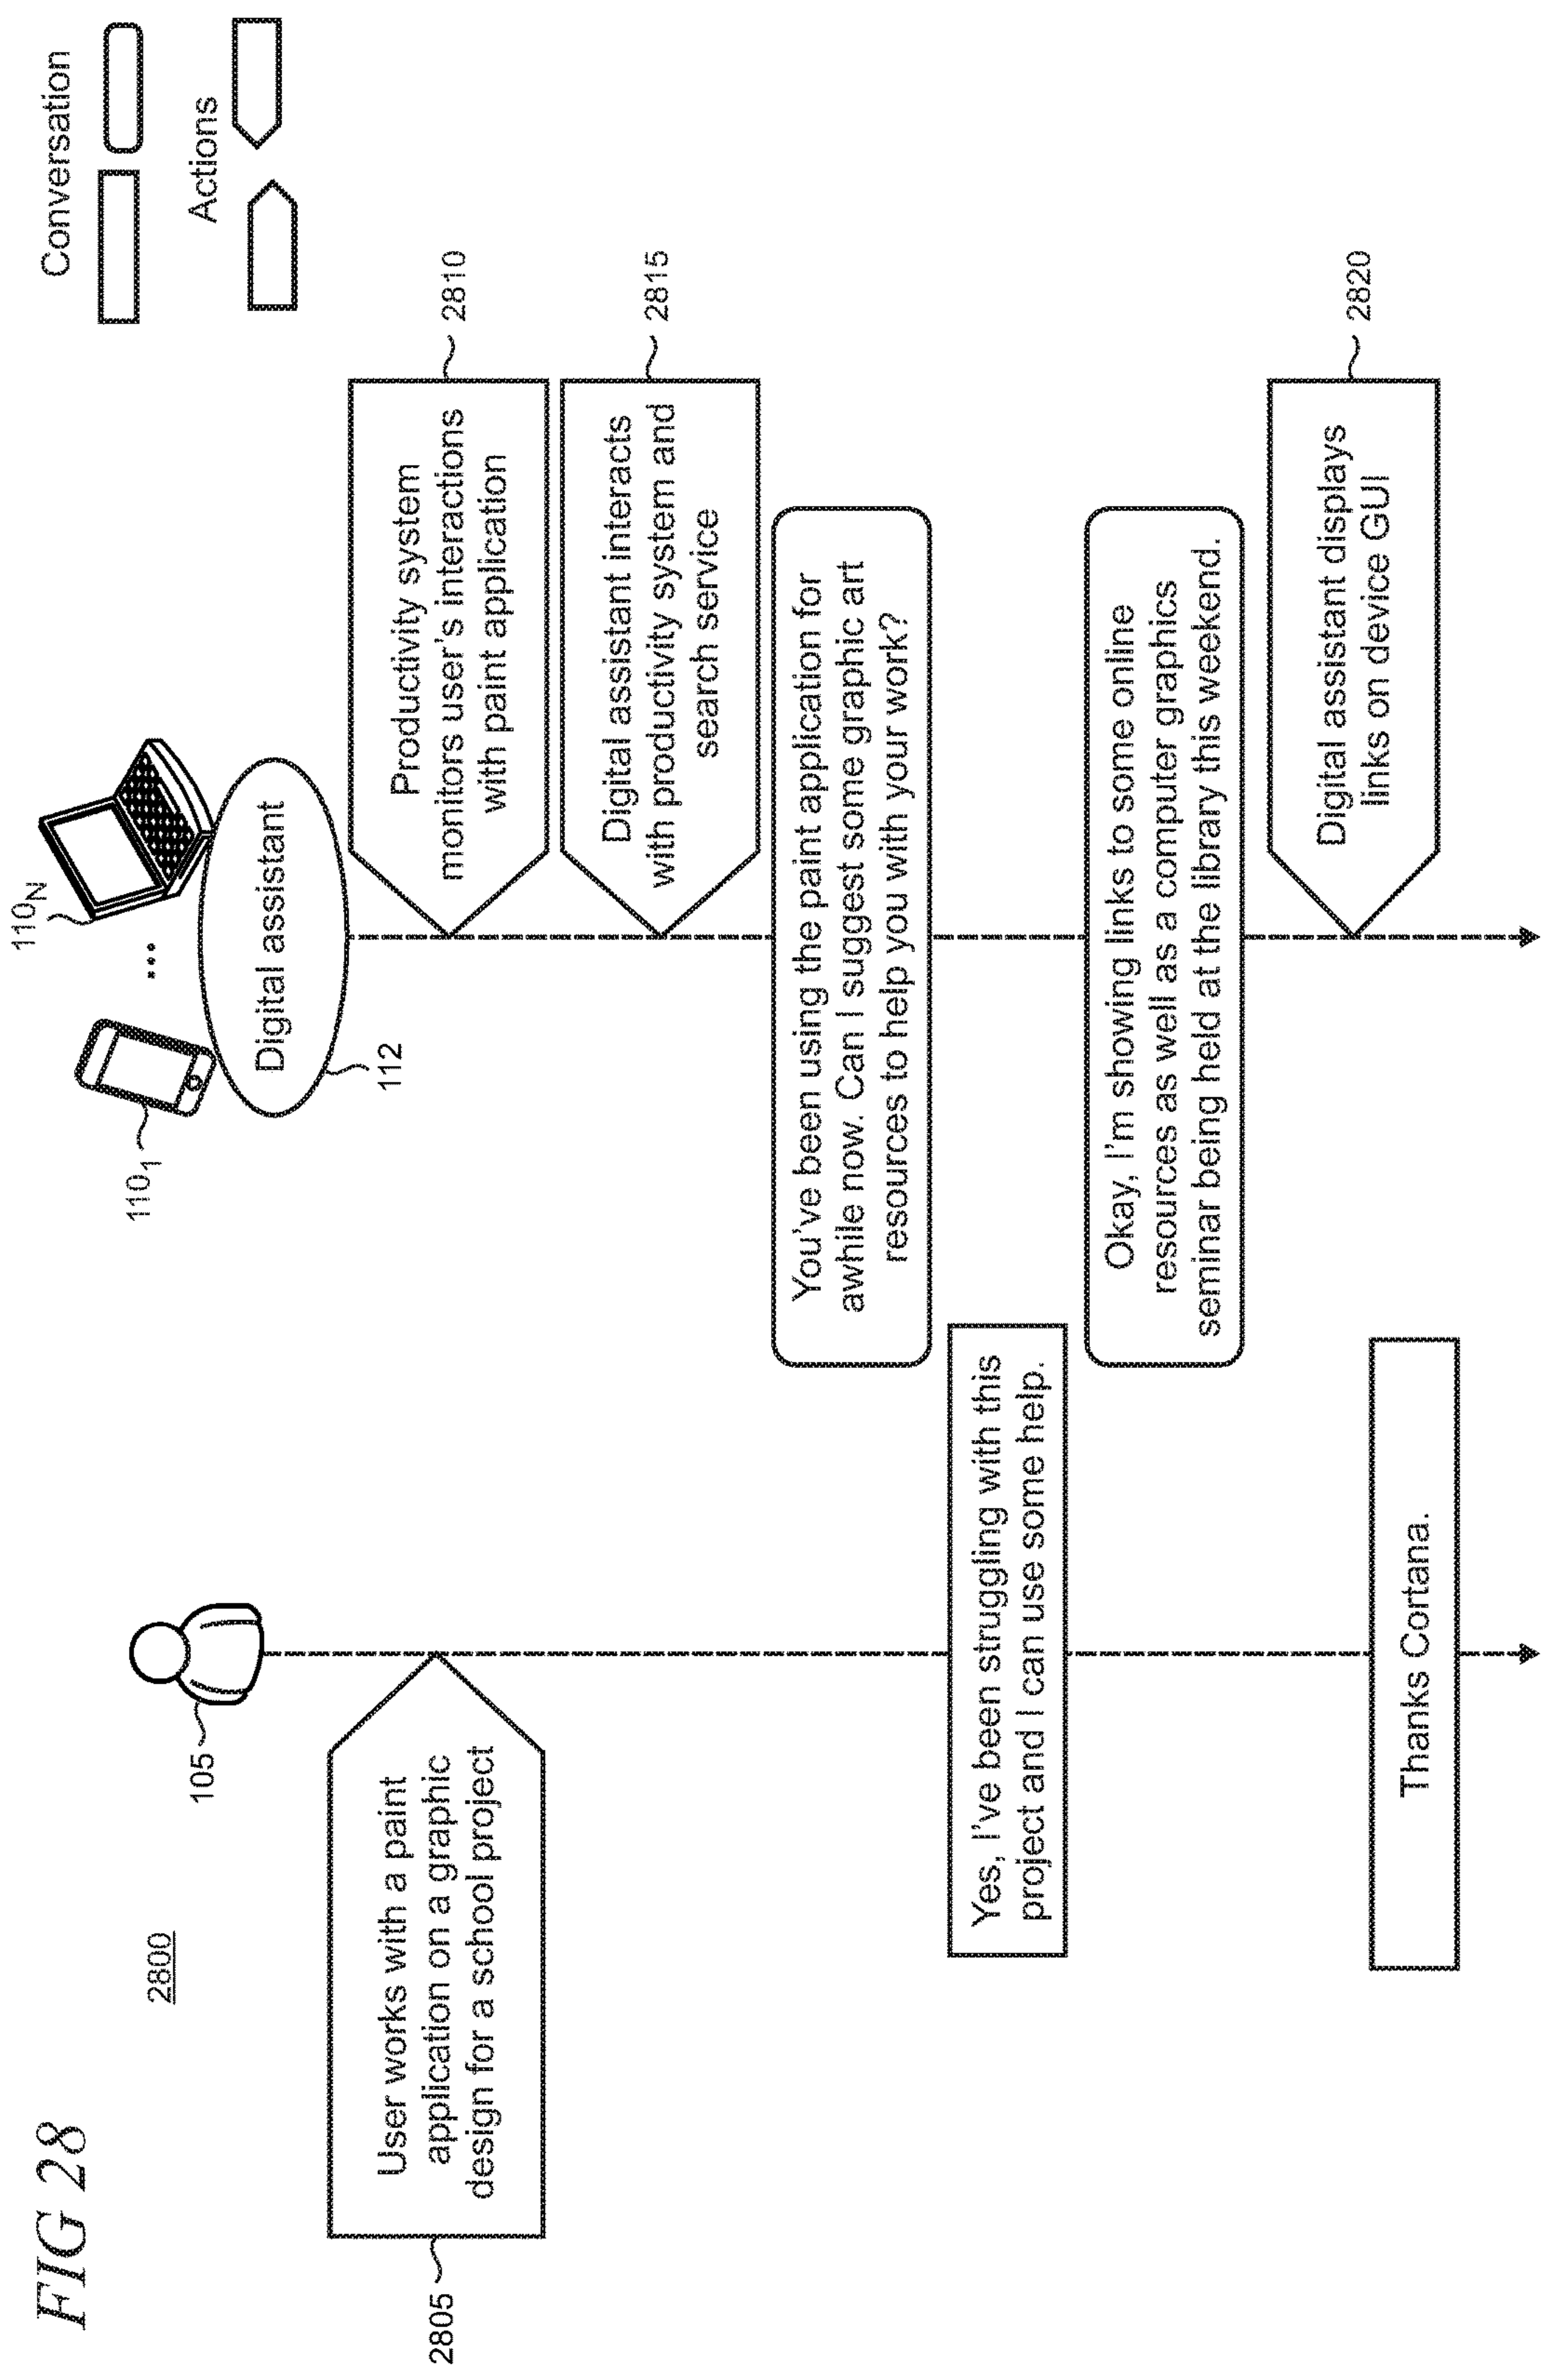 FIG 28
2800
Conversation
Actions
105
110₁
...
110N
Digital assistant
112
2805
User works with a paint
application on a graphic
design for a school project
Productivity system
monitors user's interactions
with paint application
2810
Digital assistant interacts
with productivity system and
search service
2815
You've been using the paint application for
awhile now. Can I suggest some graphic art
resources to help you with your work?
Yes, I've been struggling with this
project and I can use some help.
Okay, I'm showing links to some online
resources as well as a computer graphics
seminar being held at the library this weekend.
Digital assistant displays
links on device GUI
2820
Thanks Cortana.